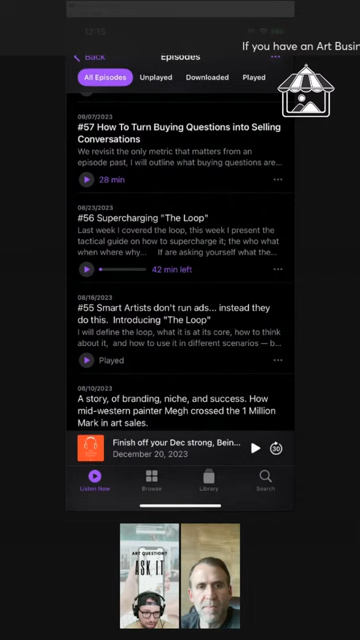 12:15
If you have an Art Busin
Back
Episodes
All Episodes
Unplayed
Downloaded
Played
09/07/2023
#57 How To Turn Buying Questions into Selling
Conversations
We revisit the only metric that matters from an
episode past, I will outline what buying questions are...
28 min
08/23/2023
#56 Supercharging "The Loop"
Last week I covered the loop, this week I present the
tactical guide on how to supercharge it; the who what
when where why... If are asking yourself what the...
42 min left
08/16/2023
#55 Smart Artists don't run ads... instead they
do this. Introducing "The Loop"
I will define the loop, what it is at its core, how to think
about it, and how to use it in different scenarios — b...
Played
08/10/2023
A story, of branding, niche, and success. How
mid-western painter Megh crossed the 1 Million
Mark in art sales.
Finish off your Dec strong, Bein...
December 20, 2023
30
Listen Now
Browse
Library
Search
ART QUESTION?
ASK IT